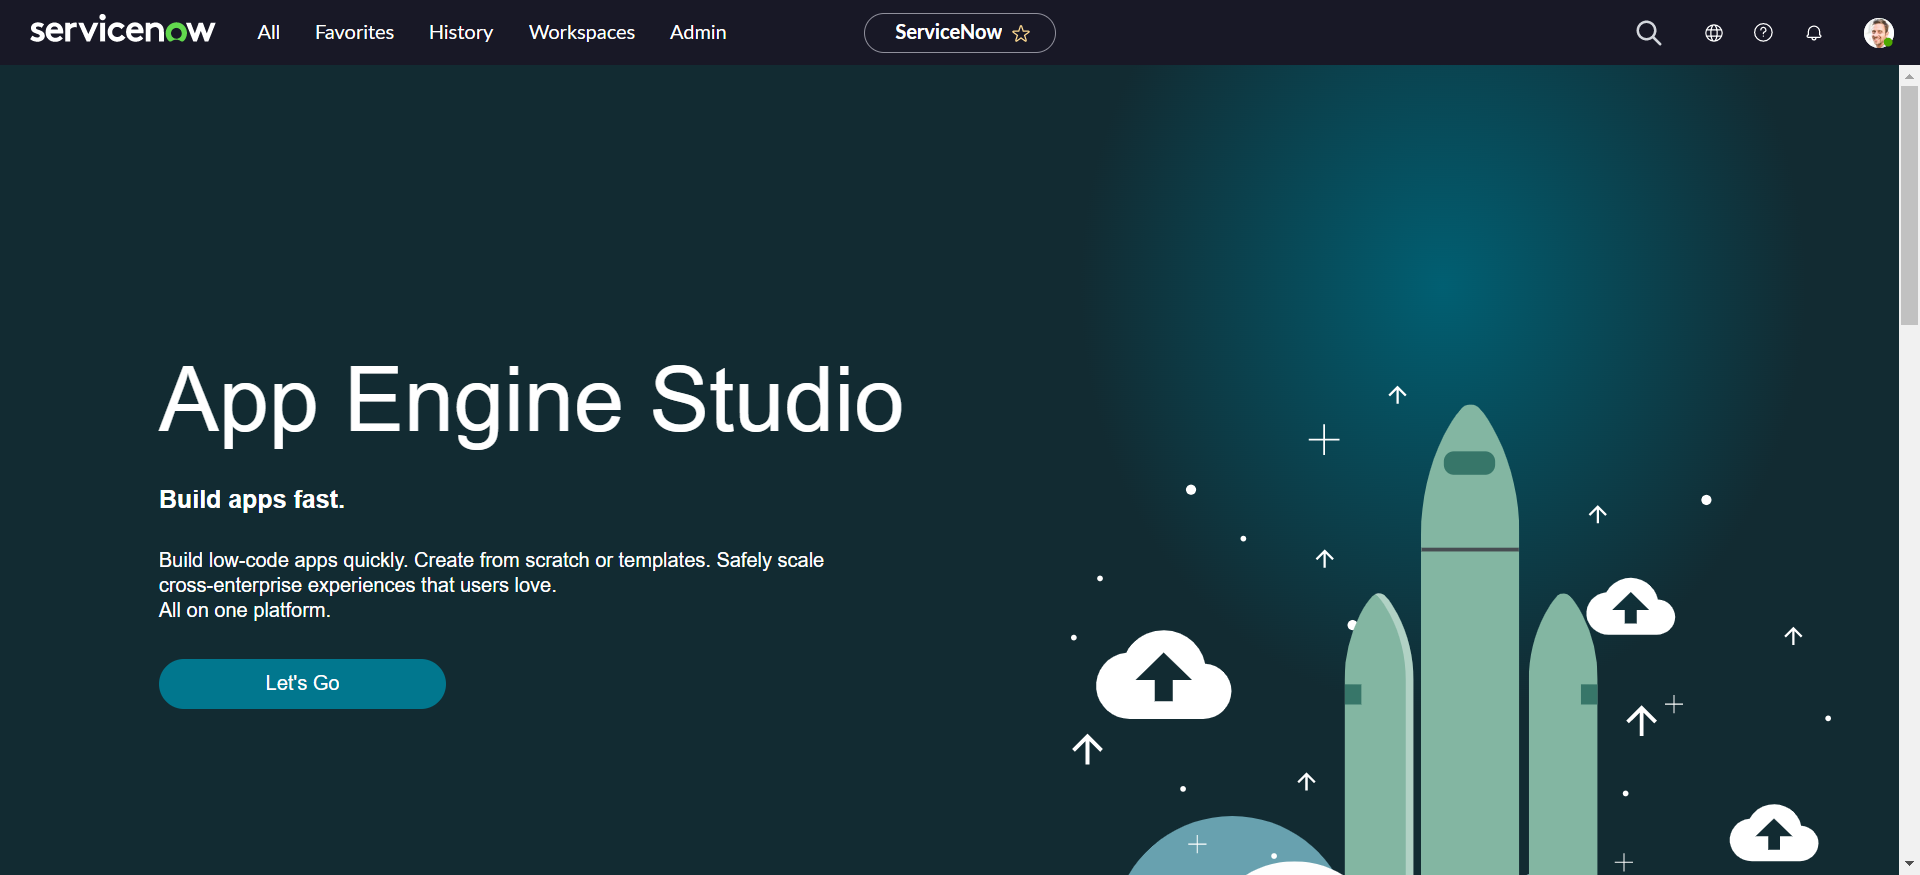 servicenow
All
Favorites
History
Workspaces
Admin
ServiceNow
App Engine Studio
Build apps fast.
Build low-code apps quickly. Create from scratch or templates. Safely scale
cross-enterprise experiences that users love.
All on one platform.
Let's Go